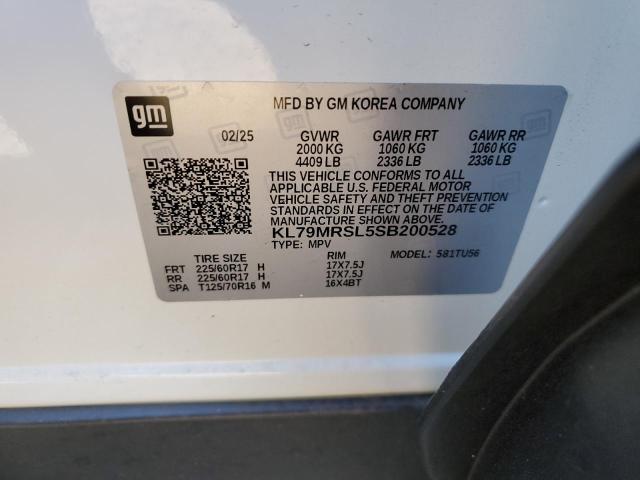 gm
MFD BY GM KOREA COMPANY
02/25 GVWR GAWR FRT GAWR RR
2000 KG 1060 KG 1060 KG
4409 LB 2336 LB 2336 LB
THIS VEHICLE CONFORMS TO ALL
APPLICABLE U.S. FEDERAL MOTOR
VEHICLE SAFETY AND THEFT PREVENTION
STANDARDS IN EFFECT ON THE DATE OF
MANUFACTURE SHOWN ABOVE.
KL79MRSL5SB200528
TYPE: MPV
TIRE SIZE RIM MODEL: 581TU56
FRT 225/60R17 H 17X7.5J
RR 225/60R17 H 17X7.5J
SPA T125/70R16 M 16X4BT